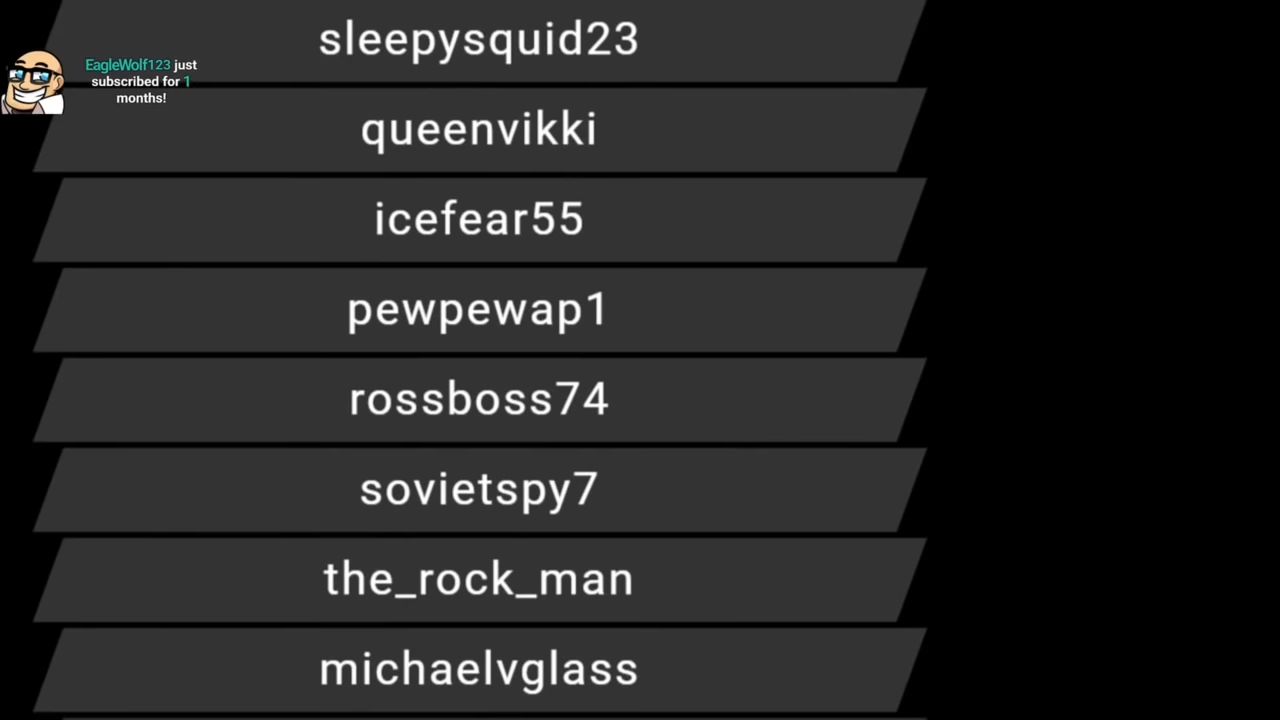 sleepysquid23
EagleWolf123 just
subscribed for 1
months!
queenvikki
icefear55
pewpewap1
rossboss74
sovietspy7
the_rock_man
michaelvglass